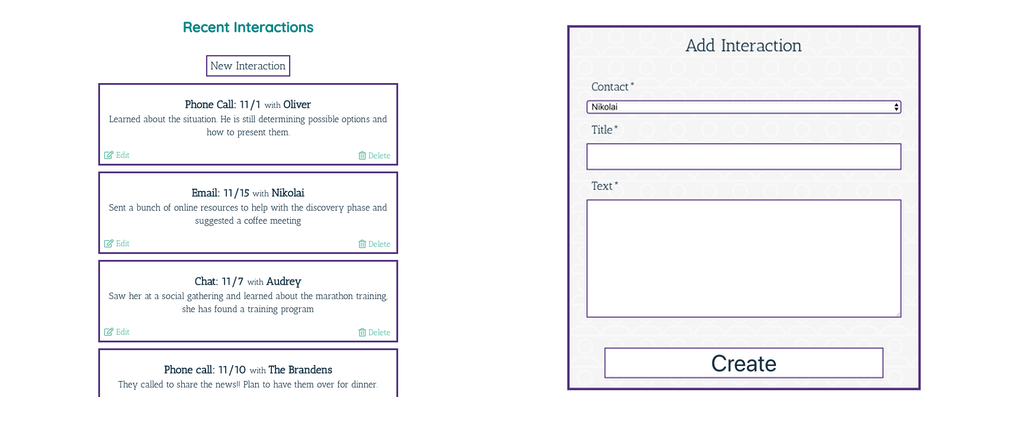 Recent Interactions
New Interaction
Phone Call: 11/1 with Oliver
Learned about the situation. He is still determining possible options and
how to present them.
Edit
Delete
Email: 11/15 with Nikolai
Sent a bunch of online resources to help with the discovery phase and
suggested a coffee meeting
Edit
Delete
Chat: 11/7 with Audrey
Saw her at a social gathering and learned about the marathon training,
she has found a training program
Edit
Delete
Phone call: 11/10 with The Brandens
They called to share the news!! Plan to have them over for dinner.
Add Interaction
Contact*
Nikolai
Title*
Text*
Create